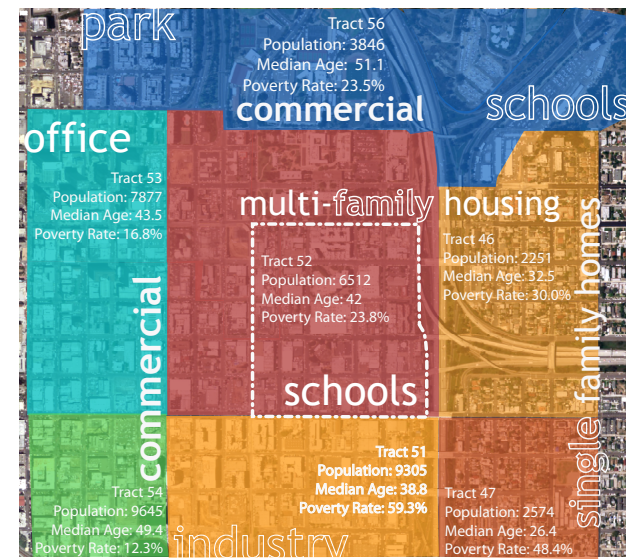 park
Tract 56
Population: 3846
Median Age: 51.1
Poverty Rate: 23.5%
commercial
schools
office
Tract 53
Population: 7877
Median Age: 43.5
Poverty Rate: 16.8%
multi-family housing
Tract 52
Population: 6512
Median Age: 42
Poverty Rate: 23.8%
schools
Tract 46
Population: 2251
Median Age: 32.5
Poverty Rate: 30.0%
single family homes
commercial
Tract 54
Population: 9645
Median Age: 49.4
Poverty Rate: 12.3%
Tract 51
Population: 9305
Median Age: 38.8
Poverty Rate: 59.3%
industry
Tract 47
Population: 2574
Median Age: 26.4
Poverty Rate: 48.4%